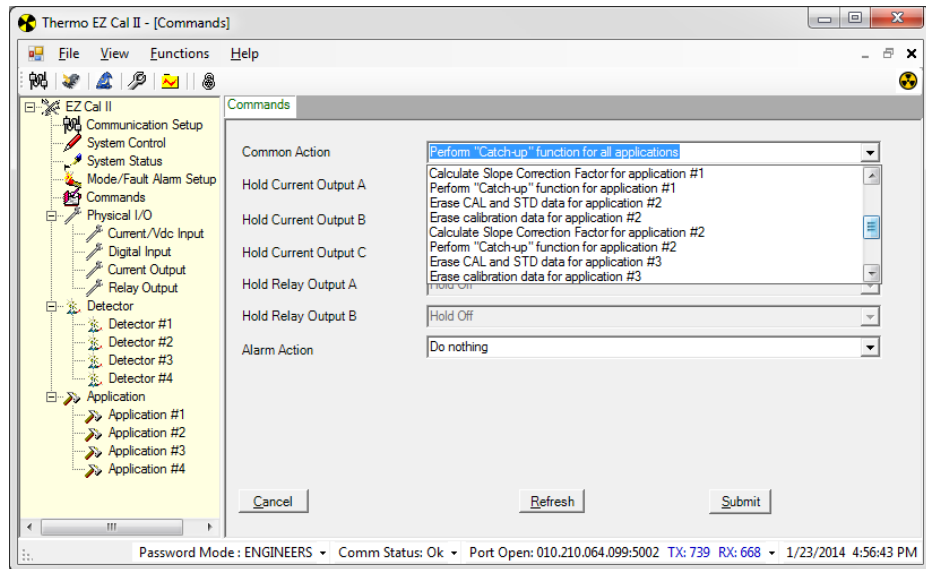 Thermo EZ Cal II - [Commands]
File View Functions Help
EZ Cal II
Communication Setup
System Control
System Status
Mode/Fault Alarm Setup
Commands
Physical I/O
Current/Vdc Input
Digital Input
Current Output
Relay Output
Detector
Detector #1
Detector #2
Detector #3
Detector #4
Application
Application #1
Application #2
Application #3
Application #4
Commands
Common Action
Perform "Catch-up" function for all applications
Calculate Slope Correction Factor for application #1
Perform "Catch-up" function for application #1
Erase CAL and STD data for application #2
Erase calibration data for application #2
Calculate Slope Correction Factor for application #2
Perform "Catch-up" function for application #2
Erase CAL and STD data for application #3
Erase calibration data for application #3
Hold Current Output A
Hold Current Output B
Hold Current Output C
Hold Relay Output A
Hold Off
Hold Relay Output B
Hold Off
Alarm Action
Do nothing
Cancel
Refresh
Submit
Password Mode : ENGINEERS Comm Status: Ok Port Open: 010.210.064.099:5002 TX: 739 RX: 668 1/23/2014 4:56:43 PM